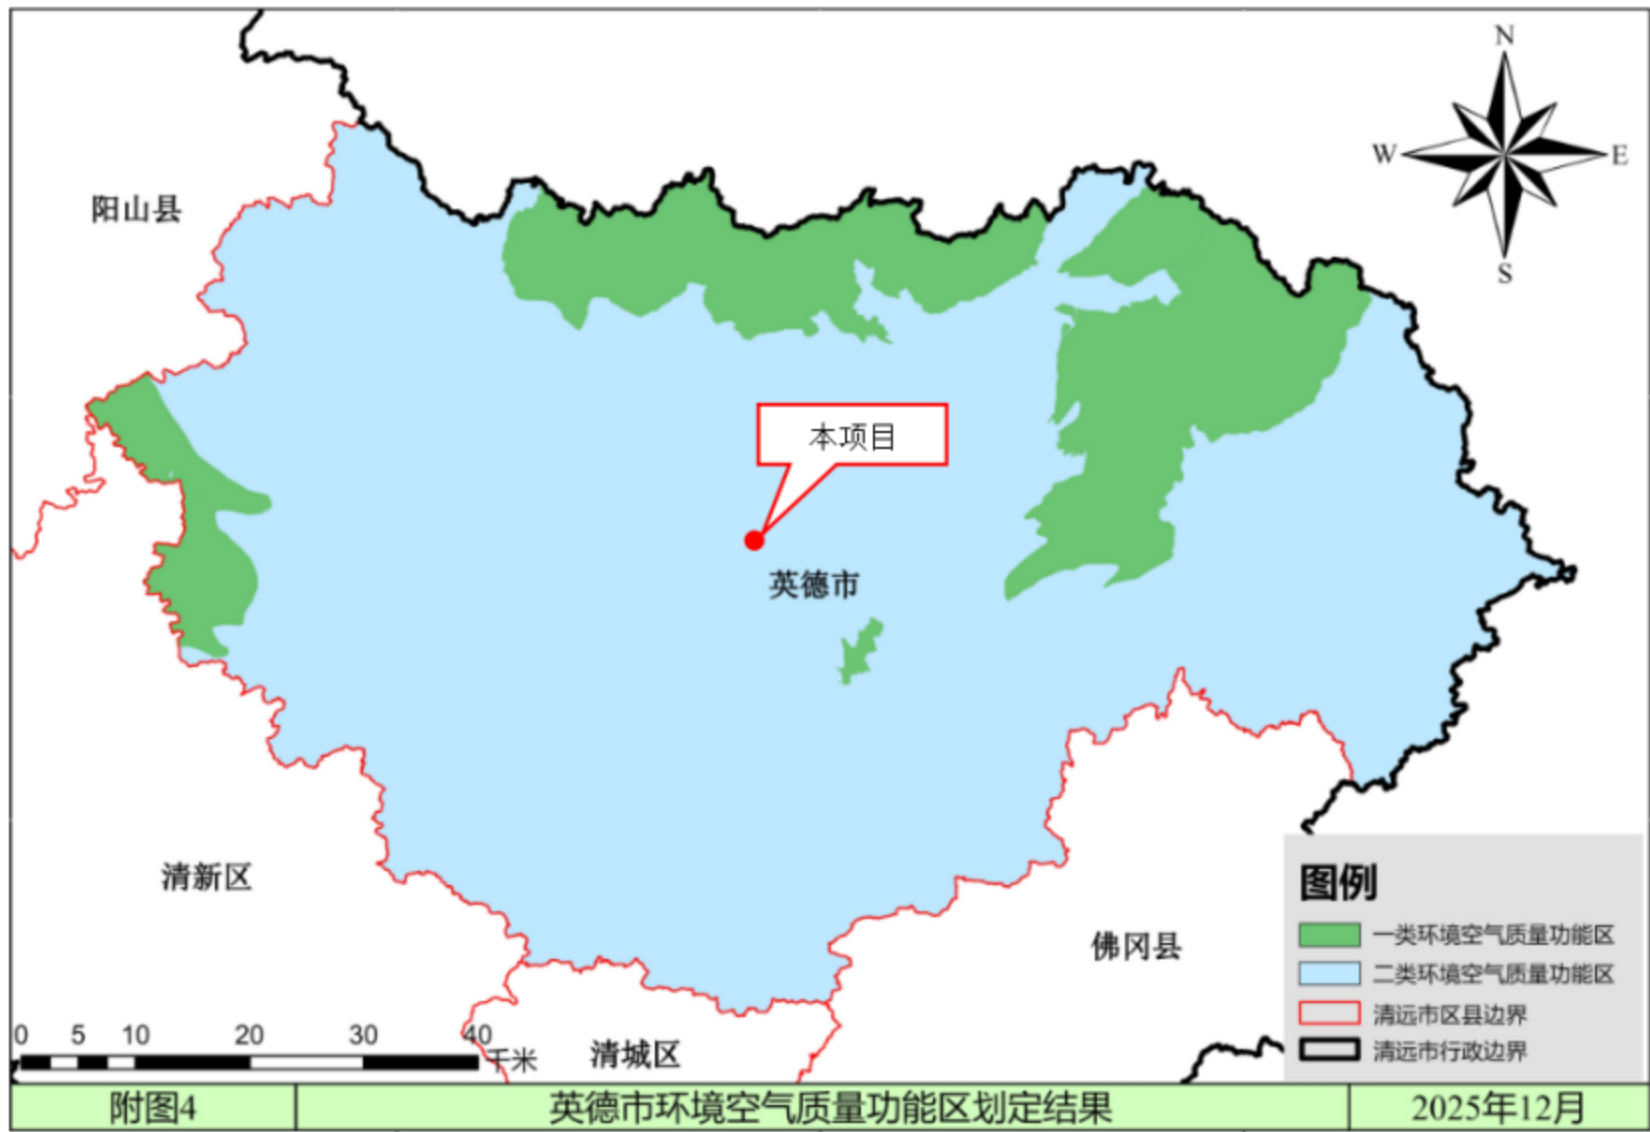 N
W
E
S
阳山县
本项目
英德市
清新区
佛冈县
清城区
图例
一类环境空气质量功能区
二类环境空气质量功能区
清远市区县边界
清远市行政边界
0 5 10 20 30 40
千米
附图4
英德市环境空气质量功能区划定结果
2025年12月